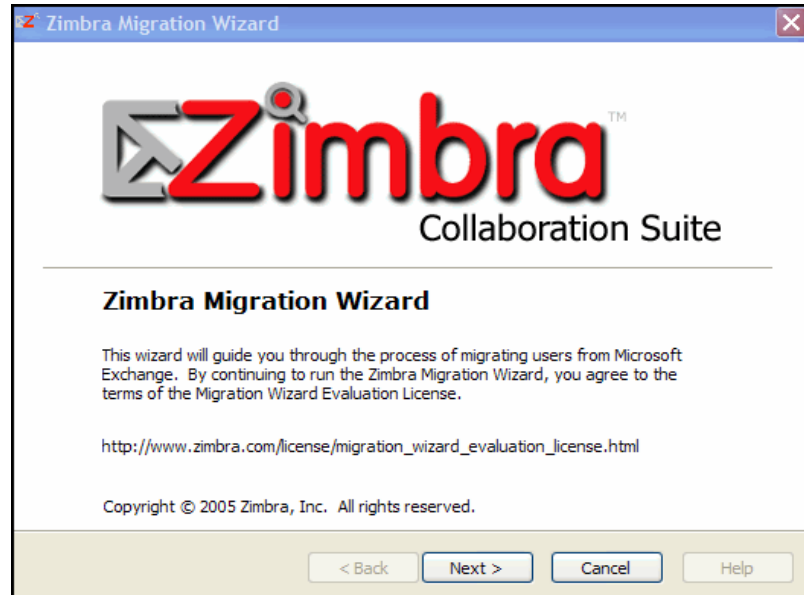 Zimbra Migration Wizard
Zimbra™
Collaboration Suite
Zimbra Migration Wizard
This wizard will guide you through the process of migrating users from Microsoft
Exchange. By continuing to run the Zimbra Migration Wizard, you agree to the
terms of the Migration Wizard Evaluation License.
http://www.zimbra.com/license/migration_wizard_evaluation_license.html
Copyright © 2005 Zimbra, Inc. All rights reserved.
< Back Next > Cancel Help